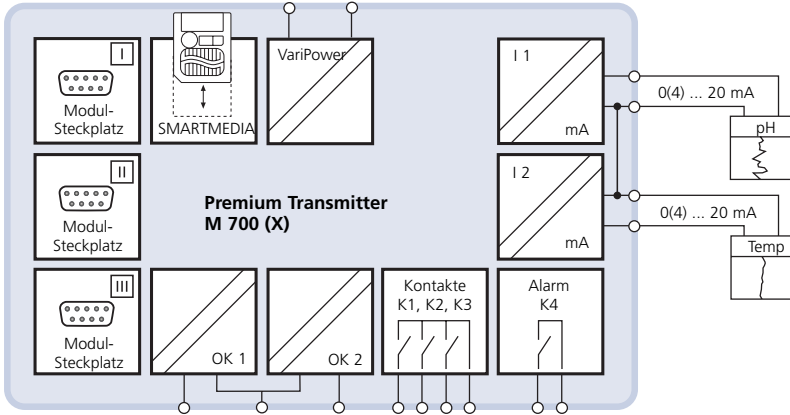 I
Modul-
Steckplatz
SMARTMEDIA
VariPower
I 1
mA
0(4) ... 20 mA
pH
II
Modul-
Steckplatz
Premium Transmitter
M 700 (X)
I 2
mA
0(4) ... 20 mA
Temp
III
Modul-
Steckplatz
OK 1
OK 2
Kontakte
K1, K2, K3
Alarm
K4